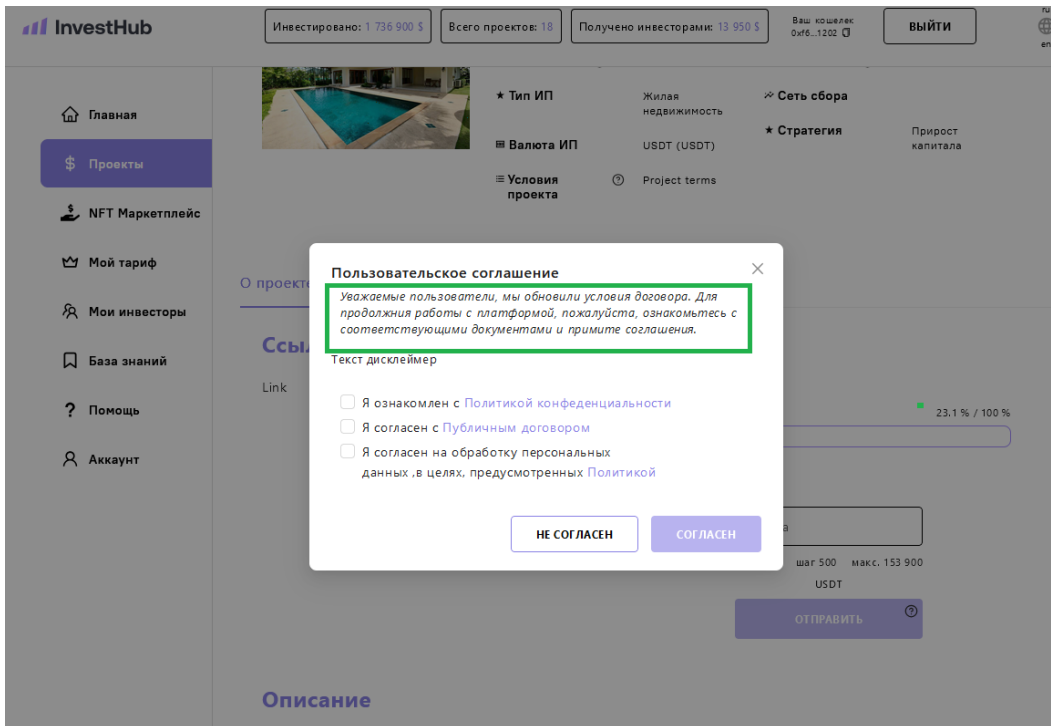 InvestHub
Инвестировано: 1 736 900 $
Всего проектов: 18
Получено инвесторами: 13 950 $
Ваш кошелек
0xf6...1202
ВЫЙТИ
ru
en
Главная
Проекты
NFT Маркетплейс
Мой тариф
Мои инвесторы
База знаний
Помощь
Аккаунт
Тип ИП
Жилая
недвижимость
Валюта ИП
USDT (USDT)
Условия
проекта
Project terms
Сеть сбора
Стратегия
Прирост
капитала
О проекте
Link
Пользовательское соглашение
Уважаемые пользователи, мы обновили условия договора. Для
продолжния работы с платформой, пожалуйста, ознакомьтесь с
соответствующими документами и примите соглашения.
Текст дисклеймер
Я ознакомлен с Политикой конфеденциальности
Я согласен с Публичным договором
Я согласен на обработку персональных
данных ,в целях, предусмотренных Политикой
НЕ СОГЛАСЕН
СОГЛАСЕН
23.1 % / 100 %
шаг 500
макс. 153 900
USDT
ОТПРАВИТЬ
Описание